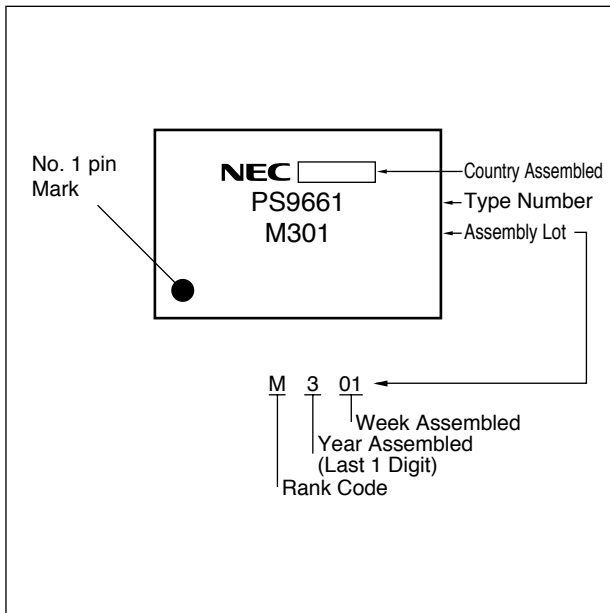 No. 1 pin
Mark
NEC
Country Assembled
PS9661
Type Number
M301
Assembly Lot
M 3 01
Week Assembled
Year Assembled
(Last 1 Digit)
Rank Code